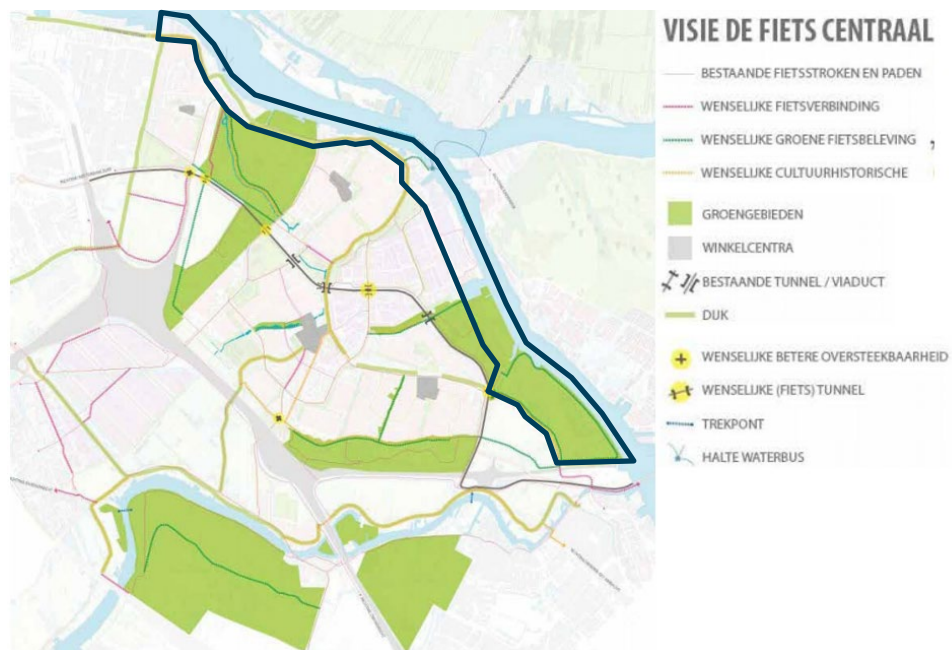 VISIE DE FIETS CENTRAAL
BESTAANDE FIETSSTROKEN EN PADEN
WENSELIJKE FIETSVERBINDING
WENSELIJKE GROENE FIETSBELEVING
WENSELIJKE CULTUURHISTORISCHE
GROENGEBIEDEN
WINKELCENTRA
BESTAANDE TUNNEL / VIADUCT
DIJK
WENSELIJKE BETERE OVERSTEEKBAARHEID
WENSELIJKE (FIETS) TUNNEL
TREKPONT
HALTE WATERBUS